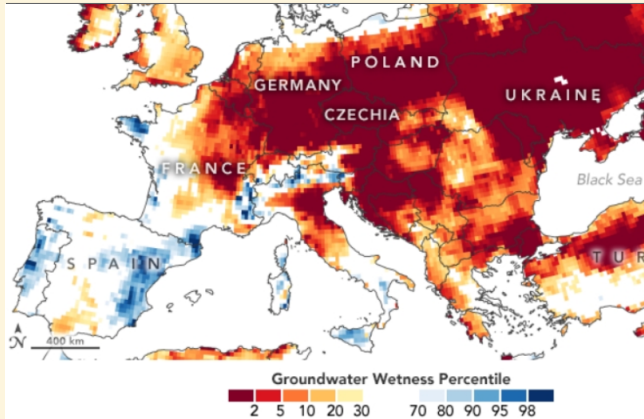 POLAND
GERMANY
UKRAINE
CZECHIA
FRANCE
Black Sea
SPAIN
TUR
N
400 km
Groundwater Wetness Percentile
2 5 10 20 30 70 80 90 95 98